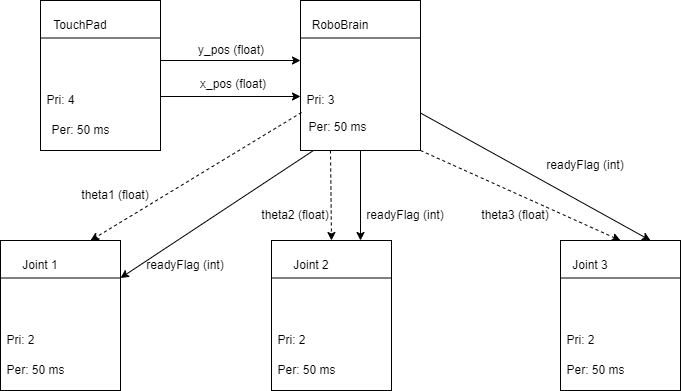 TouchPad
RoboBrain
y_pos (float)
x_pos (float)
Pri: 4
Pri: 3
Per: 50 ms
Per: 50 ms
theta1 (float)
readyFlag (int)
theta2 (float)
readyFlag (int)
theta3 (float)
readyFlag (int)
Joint 1
Joint 2
Joint 3
Pri: 2
Pri: 2
Pri: 2
Per: 50 ms
Per: 50 ms
Per: 50 ms